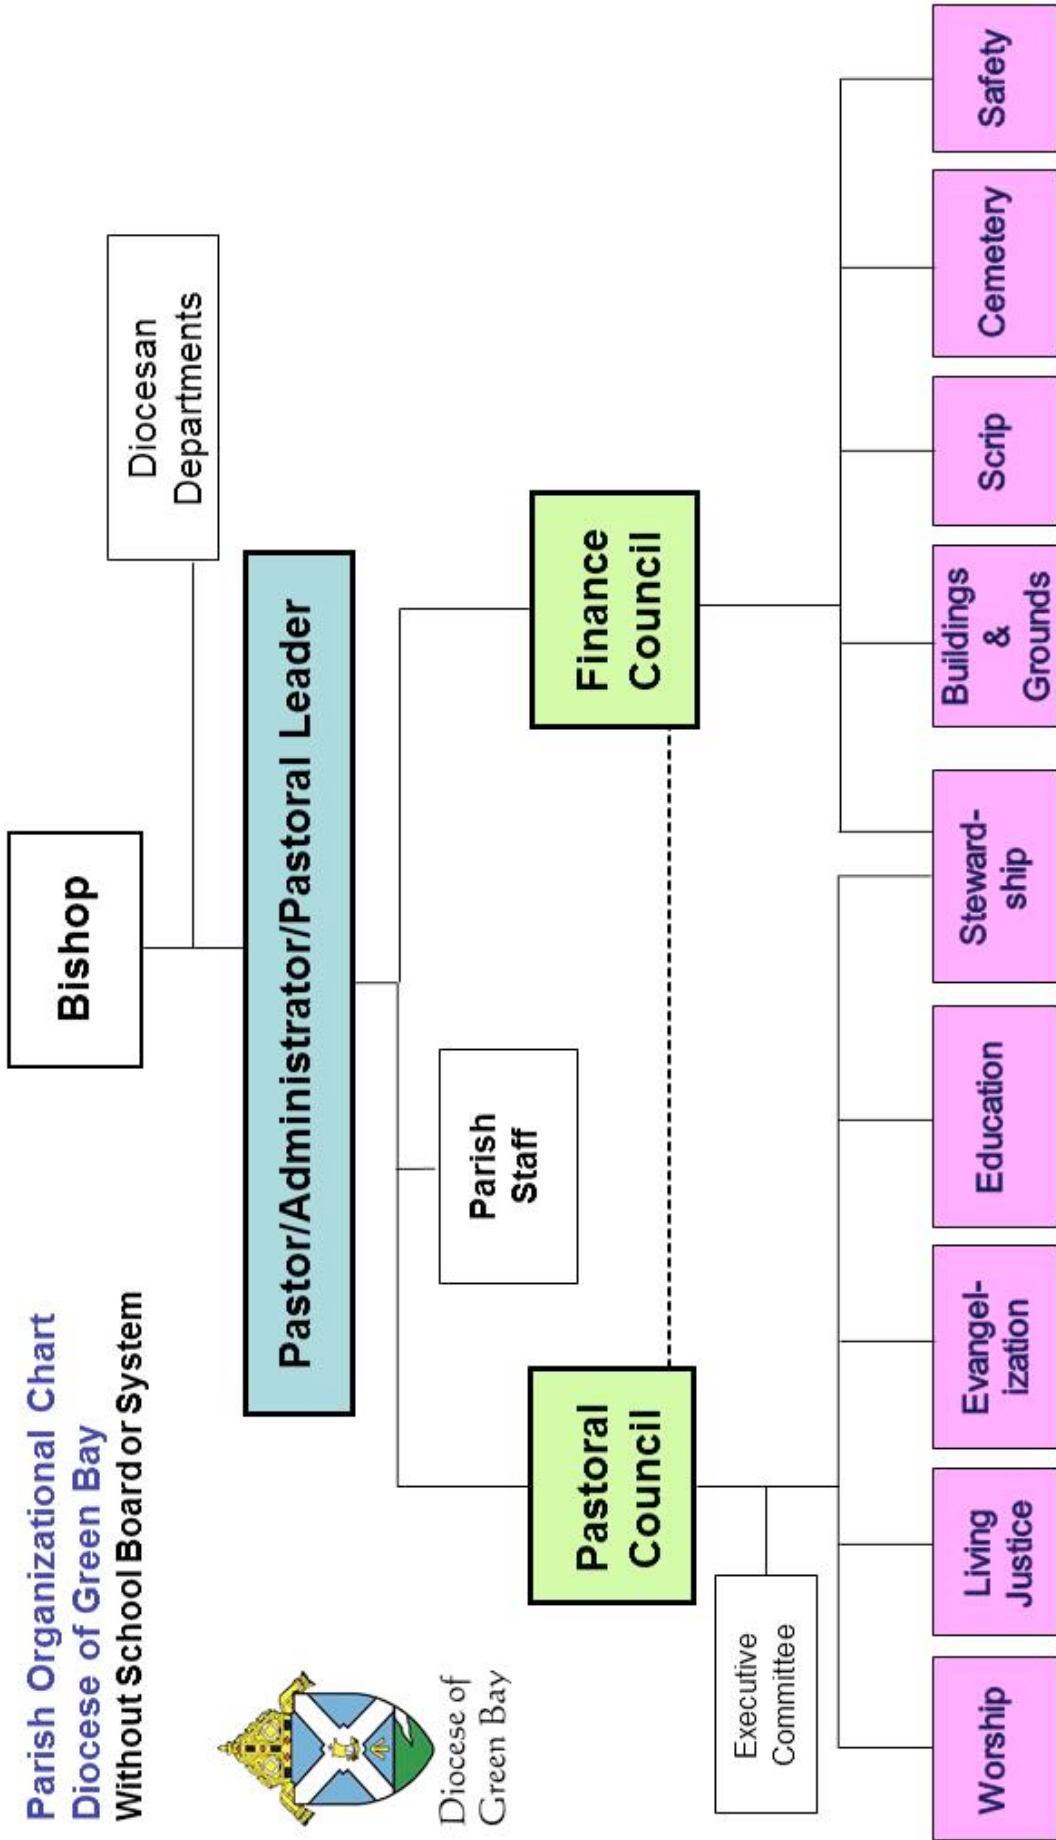 Parish Organizational Chart
Diocese of Green Bay
Without School Board or System
Diocese of
Green Bay
Bishop
Diocesan
Departments
Pastor/Administrator/Pastoral Leader
Parish
Staff
Pastoral
Council
Finance
Council
Executive
Committee
Worship
Living
Justice
Evangel-
ization
Education
Steward-
ship
Buildings
&
Grounds
Scrip
Cemetery
Safety